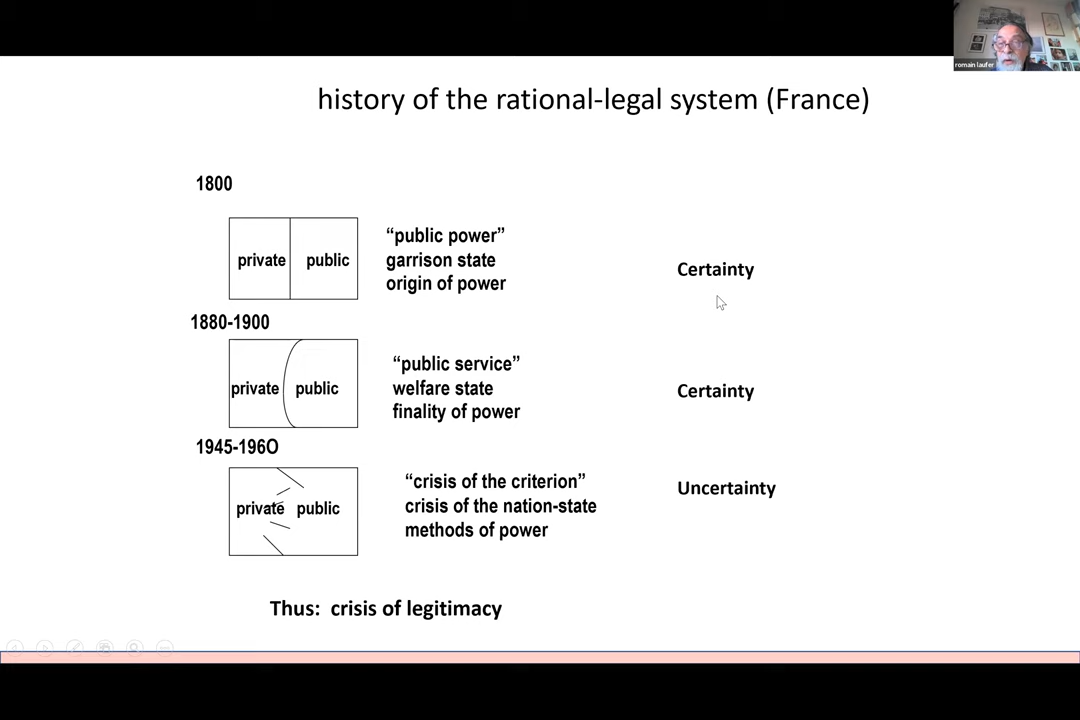 romain laufer
history of the rational-legal system (France)
1800
private public
“public power”
garrison state
origin of power
Certainty
1880-1900
private public
“public service”
welfare state
finality of power
Certainty
1945-196O
private public
“crisis of the criterion”
crisis of the nation-state
methods of power
Uncertainty
Thus: crisis of legitimacy